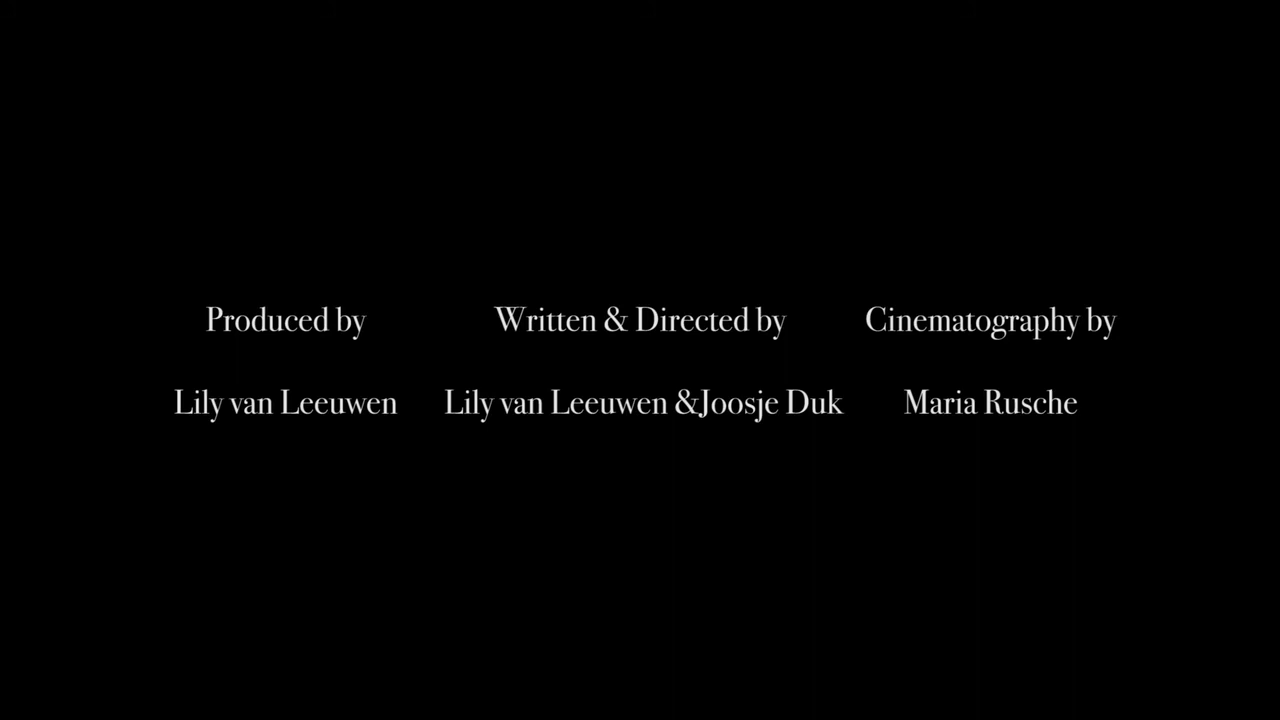 Produced by Written & Directed by Cinematography by
Lily van Leeuwen Lily van Leeuwen &Joosje Duk Maria Rusche